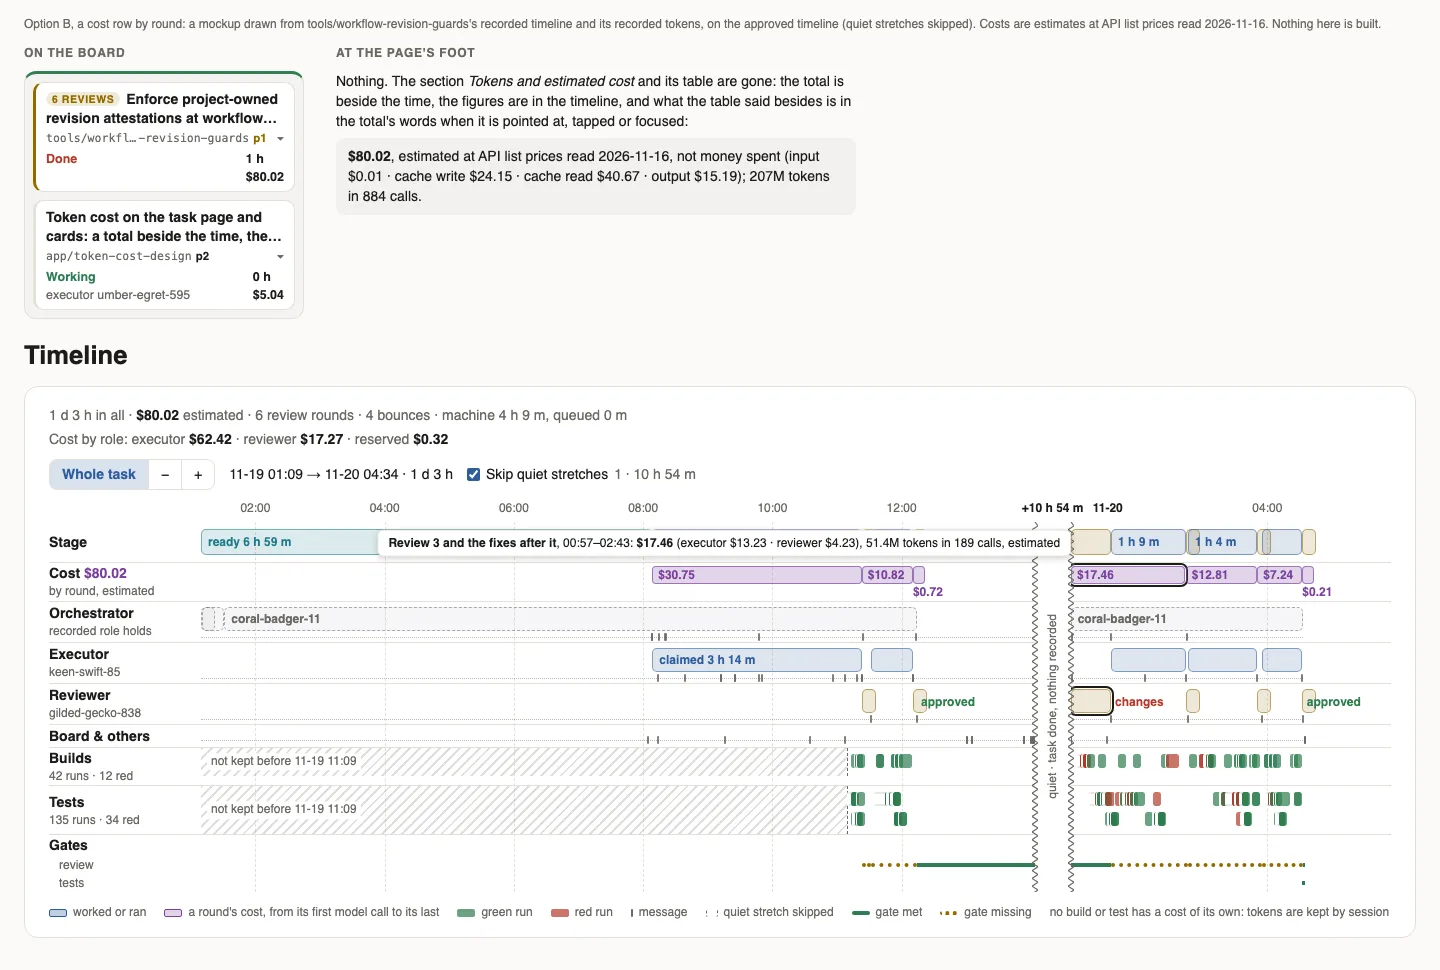 Option B, a cost row by round: a mockup drawn from tools/workflow-revision-guards's recorded timeline and its recorded tokens, on the approved timeline (quiet stretches skipped). Costs are estimates at API list prices read 2026-11-16. Nothing here is built.
ON THE BOARD
6 REVIEWS Enforce project-owned
revision attestations at workflow…
tools/workfl…-revision-guards p1
Done 1 h
$80.02
Token cost on the task page and
cards: a total beside the time, the…
app/token-cost-design p2
Working 0 h
executor umber-egret-595 $5.04
AT THE PAGE'S FOOT
Nothing. The section Tokens and estimated cost and its table are gone: the total is
beside the time, the figures are in the timeline, and what the table said besides is in
the total's words when it is pointed at, tapped or focused:
$80.02, estimated at API list prices read 2026-11-16, not money spent (input
$0.01 · cache write $24.15 · cache read $40.67 · output $15.19); 207M tokens
in 884 calls.
Timeline
1 d 3 h in all · $80.02 estimated · 6 review rounds · 4 bounces · machine 4 h 9 m, queued 0 m
Cost by role: executor $62.42 · reviewer $17.27 · reserved $0.32
Whole task − + 11-19 01:09 → 11-20 04:34 · 1 d 3 h Skip quiet stretches 1 · 10 h 54 m
02:00 04:00 06:00 08:00 10:00 12:00 +10 h 54 m 11-20 04:00
Stage ready 6 h 59 m 1 h 9 m 1 h 4 m
Review 3 and the fixes after it, 00:57–02:43: $17.46 (executor $13.23 · reviewer $4.23), 51.4M tokens in 189 calls, estimated
Cost $80.02 $30.75 $10.82 $17.46 $12.81 $7.24
by round, estimated $0.72 $0.21
Orchestrator coral-badger-11 coral-badger-11
recorded role holds
Executor claimed 3 h 14 m
keen-swift-85
Reviewer approved changes approved
gilded-gecko-838
quiet · task done, nothing recorded
Board & others
Builds not kept before 11-19 11:09
42 runs · 12 red
Tests not kept before 11-19 11:09
135 runs · 34 red
Gates
review
tests
worked or ran a round's cost, from its first model call to its last green run red run message quiet stretch skipped gate met gate missing no build or test has a cost of its own: tokens are kept by session